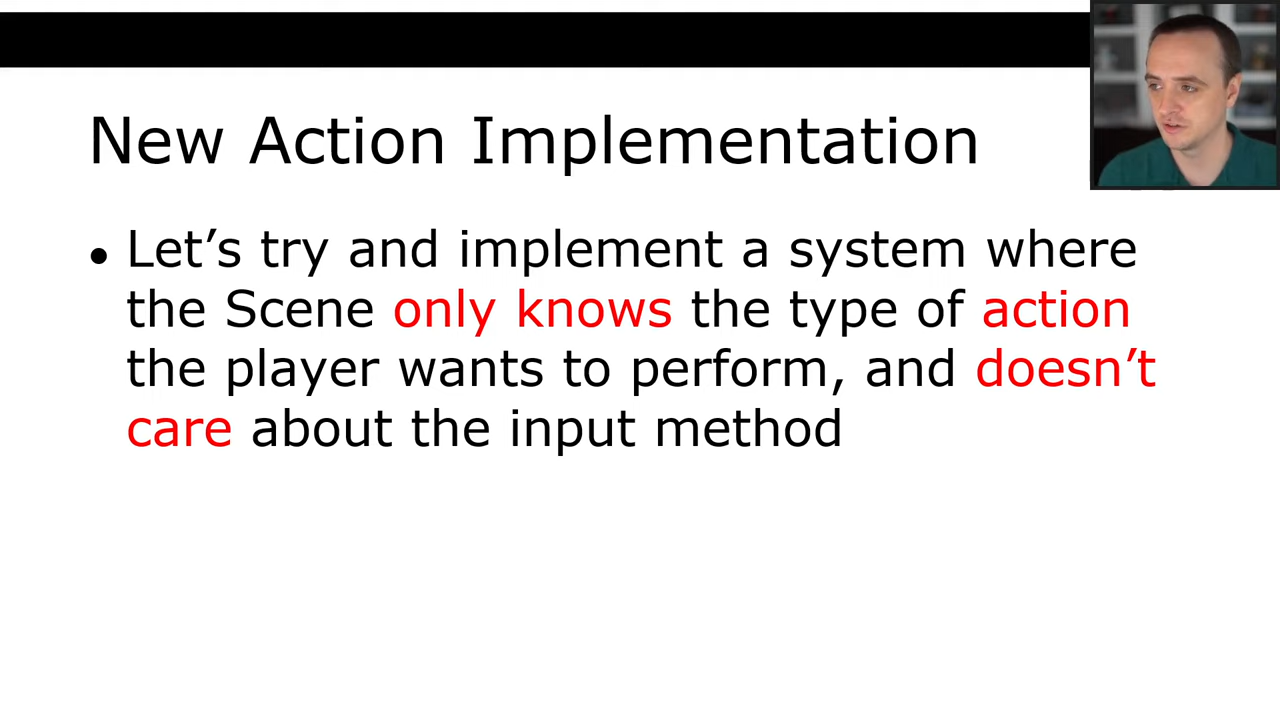 New Action Implementation
• Let’s try and implement a system where
the Scene only knows the type of action
the player wants to perform, and doesn’t
care about the input method